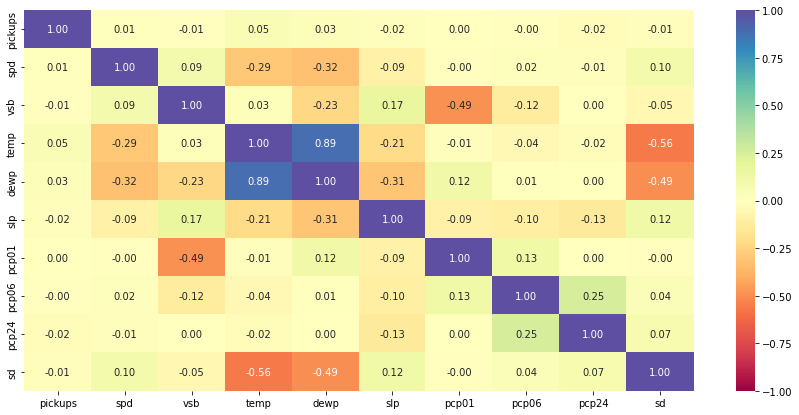 pickups 1.00 0.01 -0.01 0.05 0.03 -0.02 0.00 -0.00 -0.02 -0.01
spd 0.01 1.00 0.09 -0.29 -0.32 -0.09 -0.00 0.02 -0.01 0.10
vsb -0.01 0.09 1.00 0.03 -0.23 0.17 -0.49 -0.12 0.00 -0.05
temp 0.05 -0.29 0.03 1.00 0.89 -0.21 -0.01 -0.04 -0.02 -0.56
dewp 0.03 -0.32 -0.23 0.89 1.00 -0.31 0.12 0.01 0.00 -0.49
slp -0.02 -0.09 0.17 -0.21 -0.31 1.00 -0.09 -0.10 -0.13 0.12
pcp01 0.00 -0.00 -0.49 -0.01 0.12 -0.09 1.00 0.13 0.00 -0.00
pcp06 -0.00 0.02 -0.12 -0.04 0.01 -0.10 0.13 1.00 0.25 0.04
pcp24 -0.02 -0.01 0.00 -0.02 0.00 -0.13 0.00 0.25 1.00 0.07
sd -0.01 0.10 -0.05 -0.56 -0.49 0.12 -0.00 0.04 0.07 1.00
pickups spd vsb temp dewp slp pcp01 pcp06 pcp24 sd
1.00
0.75
0.50
0.25
0.00
−0.25
−0.50
−0.75
−1.00